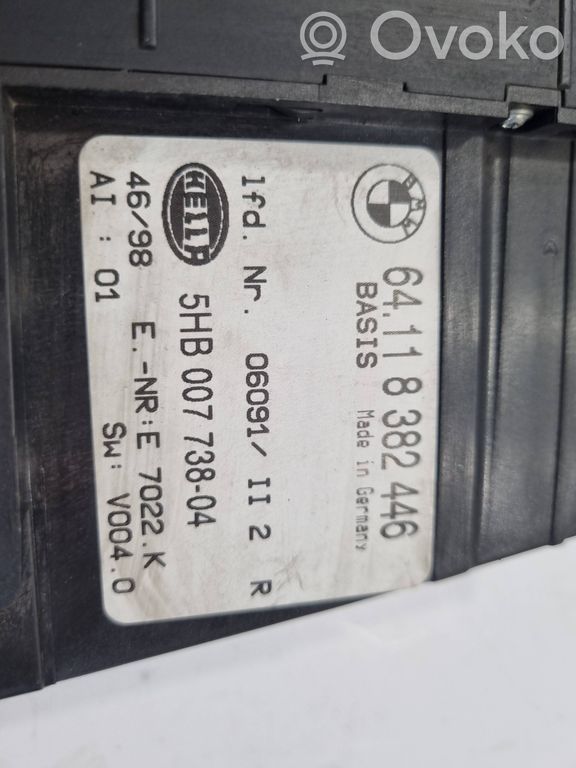 Ovoko
BMW
64.11 8 382 446
BASIS Made in Germany
lfd. Nr. 06091/ II 2 R
HELLA 5HB 007 738-04
46/98 E.-NR:E 7022.K
AI : 01 SW: V004.0